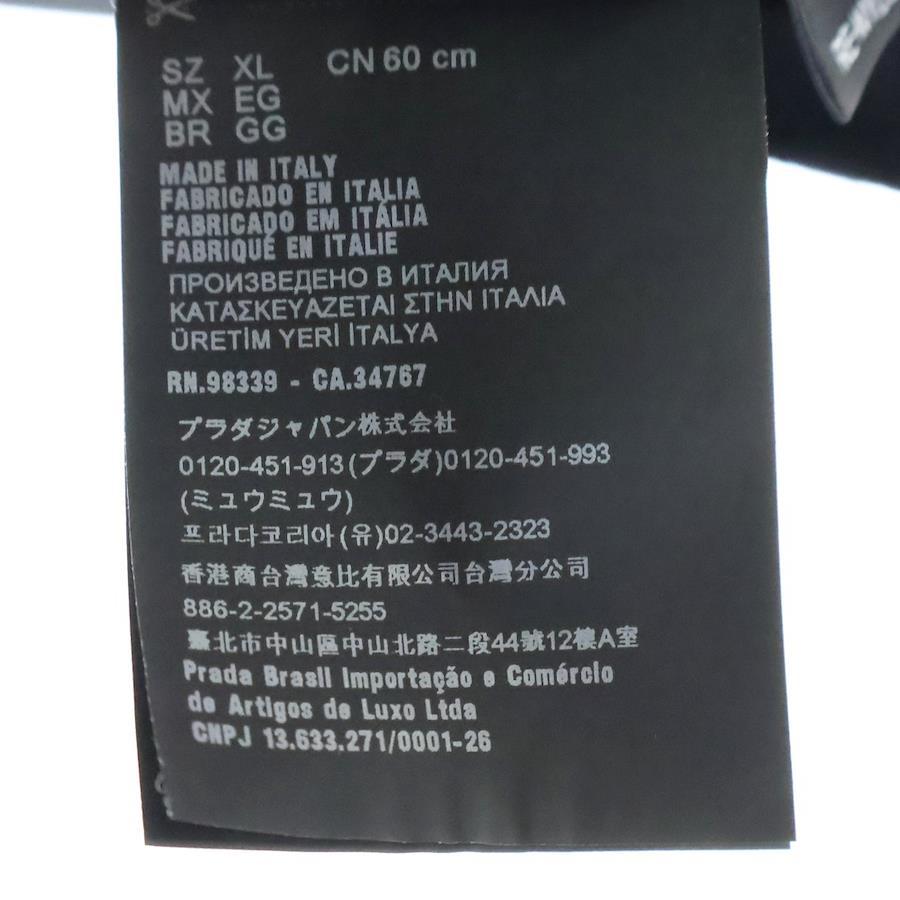 SZ XL CN 60 cm
MX EG
BR GG
MADE IN ITALY
FABRICADO EN ITALIA
FABRICADO EM ITÁLIA
FABRIQUÉ EN ITALIE
ПРОИЗВЕДЕНО В ИТАЛИЯ
ΚΑΤΑΣΚΕΥΑΖΕΤΑΙ ΣΤΗΝ ΙΤΑΛΙΑ
ÜRETİM YERİ İTALYA
RN.98339 - CA.34767
プラダジャパン株式会社
0120-451-913(プラダ)0120-451-993
(ミュウミュウ)
프라다코리아(유)02-3443-2323
香港商台灣意比有限公司台灣分公司
886-2-2571-5255
臺北市中山區中山北路二段44號12樓A室
Prada Brasil Importação e Comércio
de Artigos de Luxo Ltda
CNPJ 13.633.271/0001-26